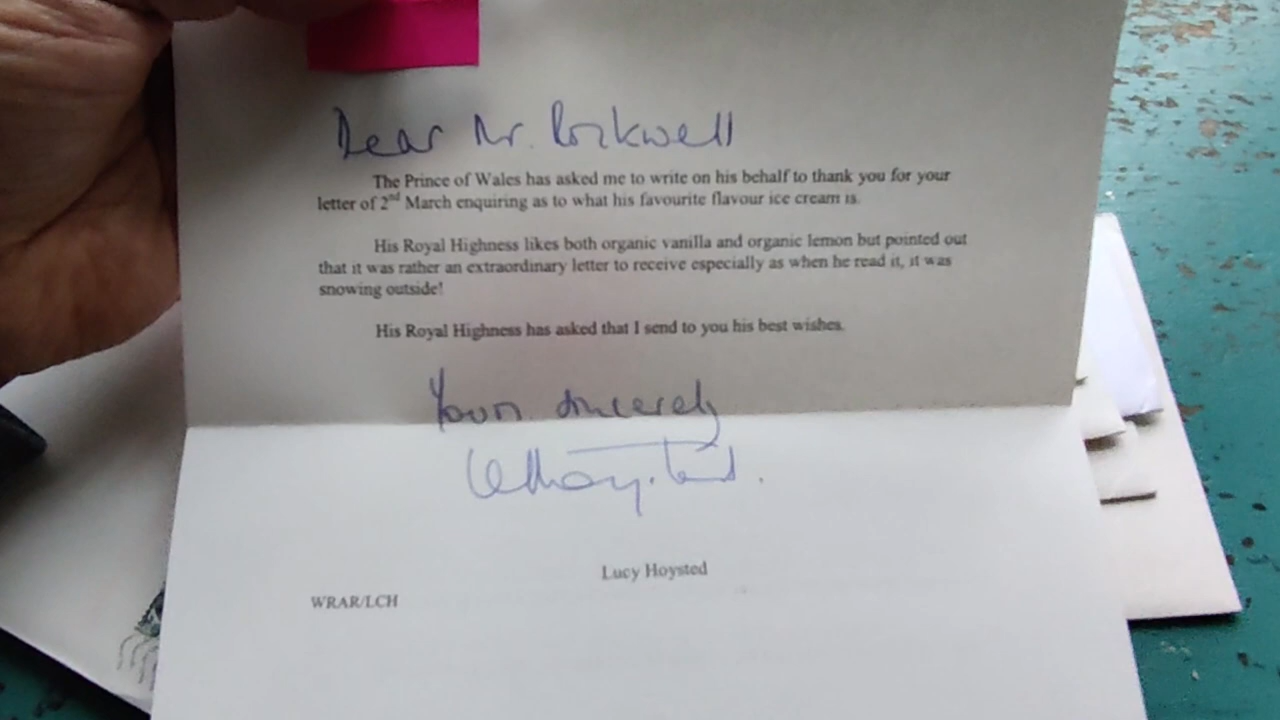 Dear Mr. Rockwell
The Prince of Wales has asked me to write on his behalf to thank you for your
letter of 2nd March enquiring as to what his favourite flavour ice cream is.
His Royal Highness likes both organic vanilla and organic lemon but pointed out
that it was rather an extraordinary letter to receive especially as when he read it, it was
snowing outside!
His Royal Highness has asked that I send to you his best wishes.
Yours sincerely
Lucy Hoysted
WRAR/LCH